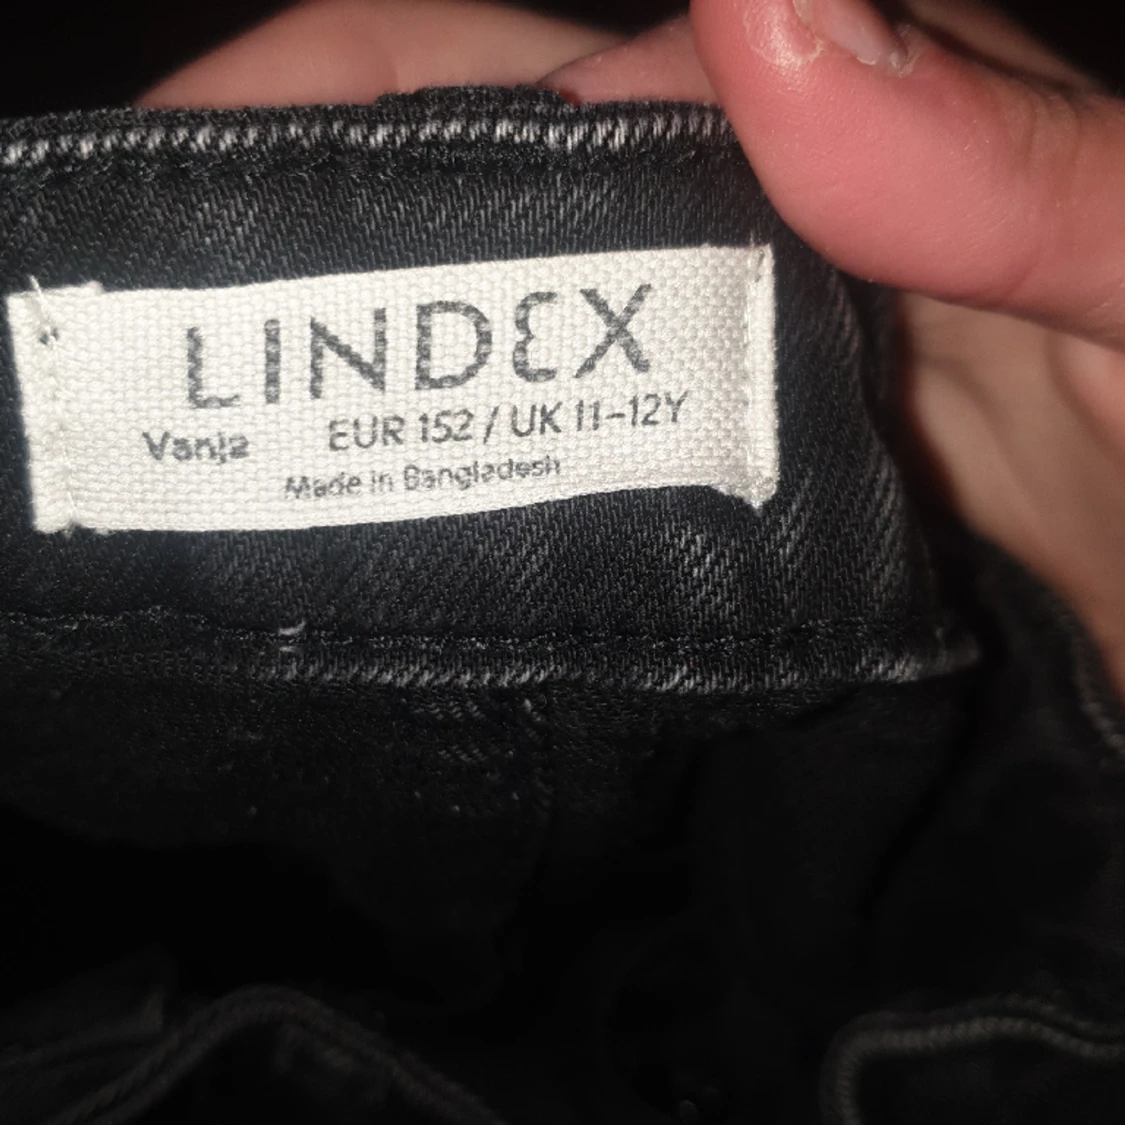 LINDEX
Vanja EUR 152 / UK 11-12Y
Made in Bangladesh